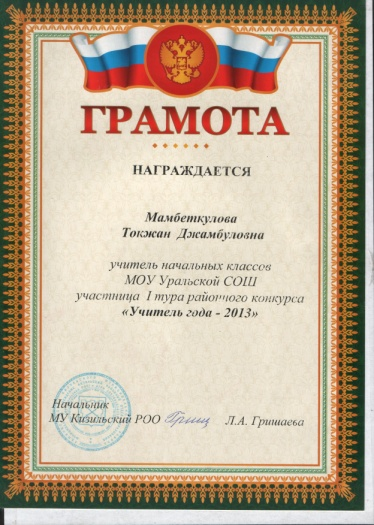 ГРАМОТА
НАГРАЖДАЕТСЯ
Мамбеткулова
Токжан Джамбуловна
учитель начальных классов
МОУ Уральской СОШ
участница I тура районного конкурса
«Учитель года - 2013»
Начальник
МУ Кизильский РОО Л.А. Гришаева